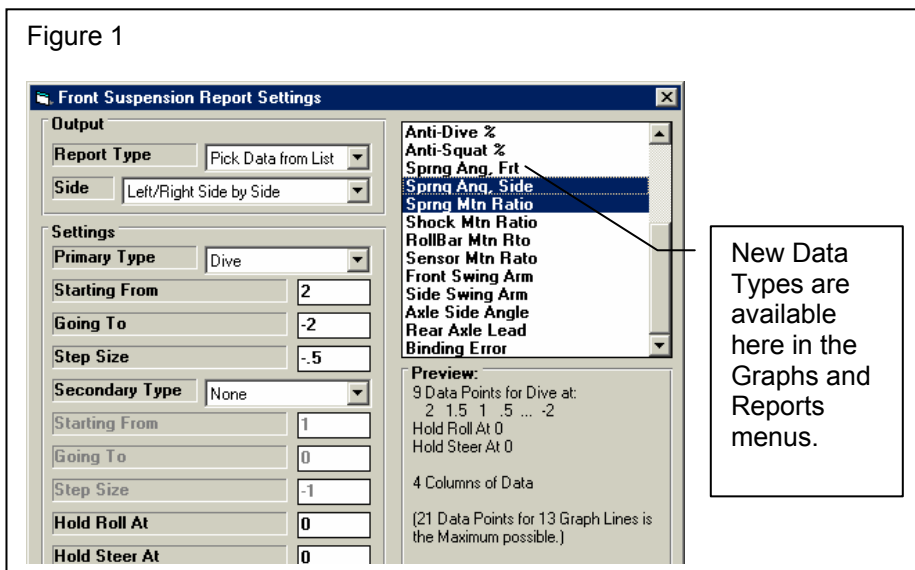 Figure 1
Front Suspension Report Settings
Output
Report Type
Pick Data from List
Side
Left/Right Side by Side
Settings
Primary Type
Dive
Starting From
2
Going To
-2
Step Size
-.5
Secondary Type
None
Starting From
1
Going To
0
Step Size
-1
Hold Roll At
0
Hold Steer At
0
Anti-Dive %
Anti-Squat %
Sprng Ang, Frt
Sprng Ang, Side
Sprng Mtn Ratio
Shock Mtn Ratio
RollBar Mtn Rto
Sensor Mtn Rato
Front Swing Arm
Side Swing Arm
Axle Side Angle
Rear Axle Lead
Binding Error
Preview:
9 Data Points for Dive at:
2 1.5 1 .5 ... -2
Hold Roll At 0
Hold Steer At 0
4 Columns of Data
(21 Data Points for 13 Graph Lines is
the Maximum possible.)
New Data
Types are
available
here in the
Graphs and
Reports
menus.